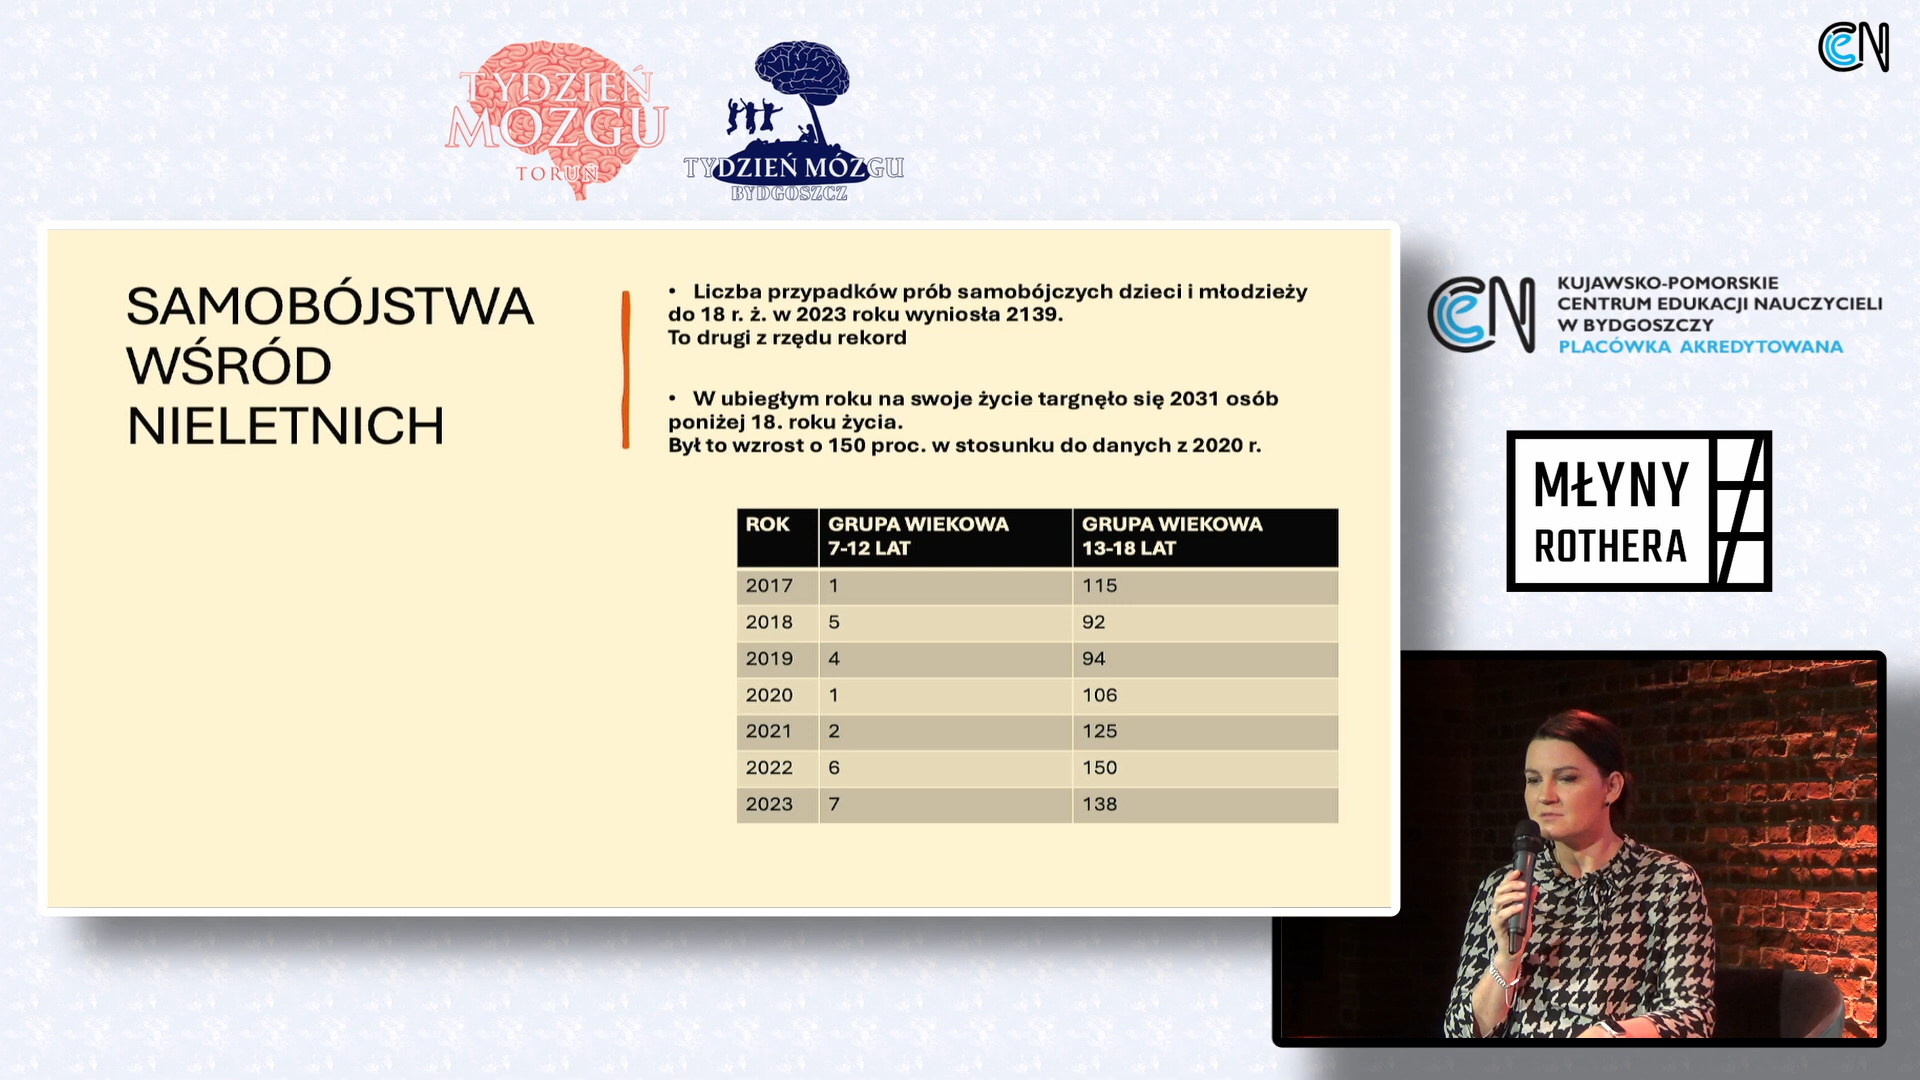 TYDZIEŃ
MÓZGU
TORUŃ
TYDZIEŃ MÓZGU
BYDGOSZCZ
CEN
SAMOBÓJSTWA
WŚRÓD
NIELETNICH
• Liczba przypadków prób samobójczych dzieci i młodzieży
do 18 r. ż. w 2023 roku wyniosła 2139.
To drugi z rzędu rekord
• W ubiegłym roku na swoje życie targnęło się 2031 osób
poniżej 18. roku życia.
Był to wzrost o 150 proc. w stosunku do danych z 2020 r.
ROK GRUPA WIEKOWA 7-12 LAT GRUPA WIEKOWA 13-18 LAT
2017 1 115
2018 5 92
2019 4 94
2020 1 106
2021 2 125
2022 6 150
2023 7 138
CEN
KUJAWSKO-POMORSKIE
CENTRUM EDUKACJI NAUCZYCIELI
W BYDGOSZCZY
PLACÓWKA AKREDYTOWANA
MŁYNY
ROTHERA